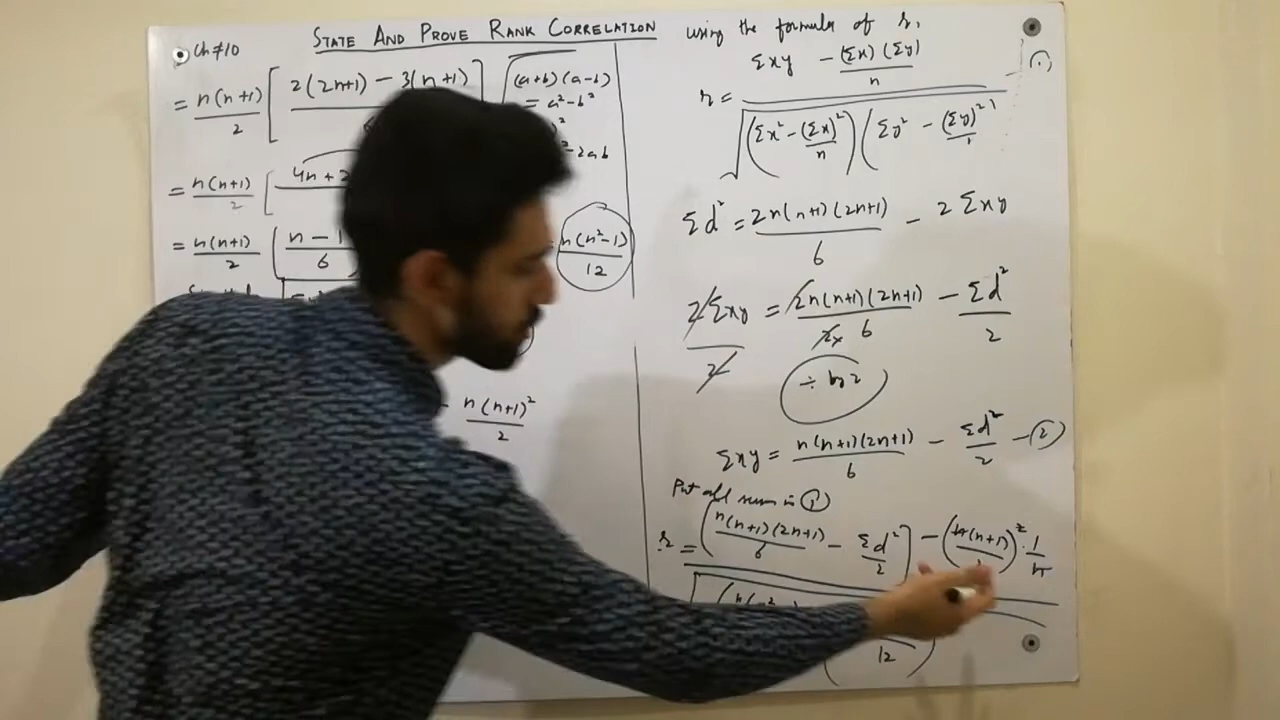 Ch # 10
STATE AND PROVE RANK CORRELATION
= n(n+1)/2 [ 2(2n+1) - 3(n+1)
(a+b)(a-b)
= a²-b²
2ab
= n(n+1)/2 [ 4n+2
= n(n+1)/2 ( n-1/6
n(n²-1)/12
n(n+1)²/2
using the formula of r,
r = Σxy - (Σx)(Σy)/n / √(Σx² - (Σx)²/n)(Σy² - (Σy)²/ - (1)
Σd² = 2n(n+1)(2n+1)/6 - 2Σxy
2Σxy/2 = 2n(n+1)(2n+1)/2x6 - Σd²/2
÷ by 2
Σxy = n(n+1)(2n+1)/6 - Σd²/2 - (2)
Put all in (1)
r = [n(n+1)(2n+1)/6 - Σd²/2] - (n(n+1)/)² · 1/n
12